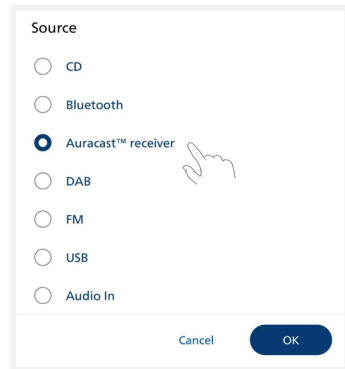 Source
CD
Bluetooth
Auracast™ receiver
DAB
FM
USB
Audio In
Cancel OK